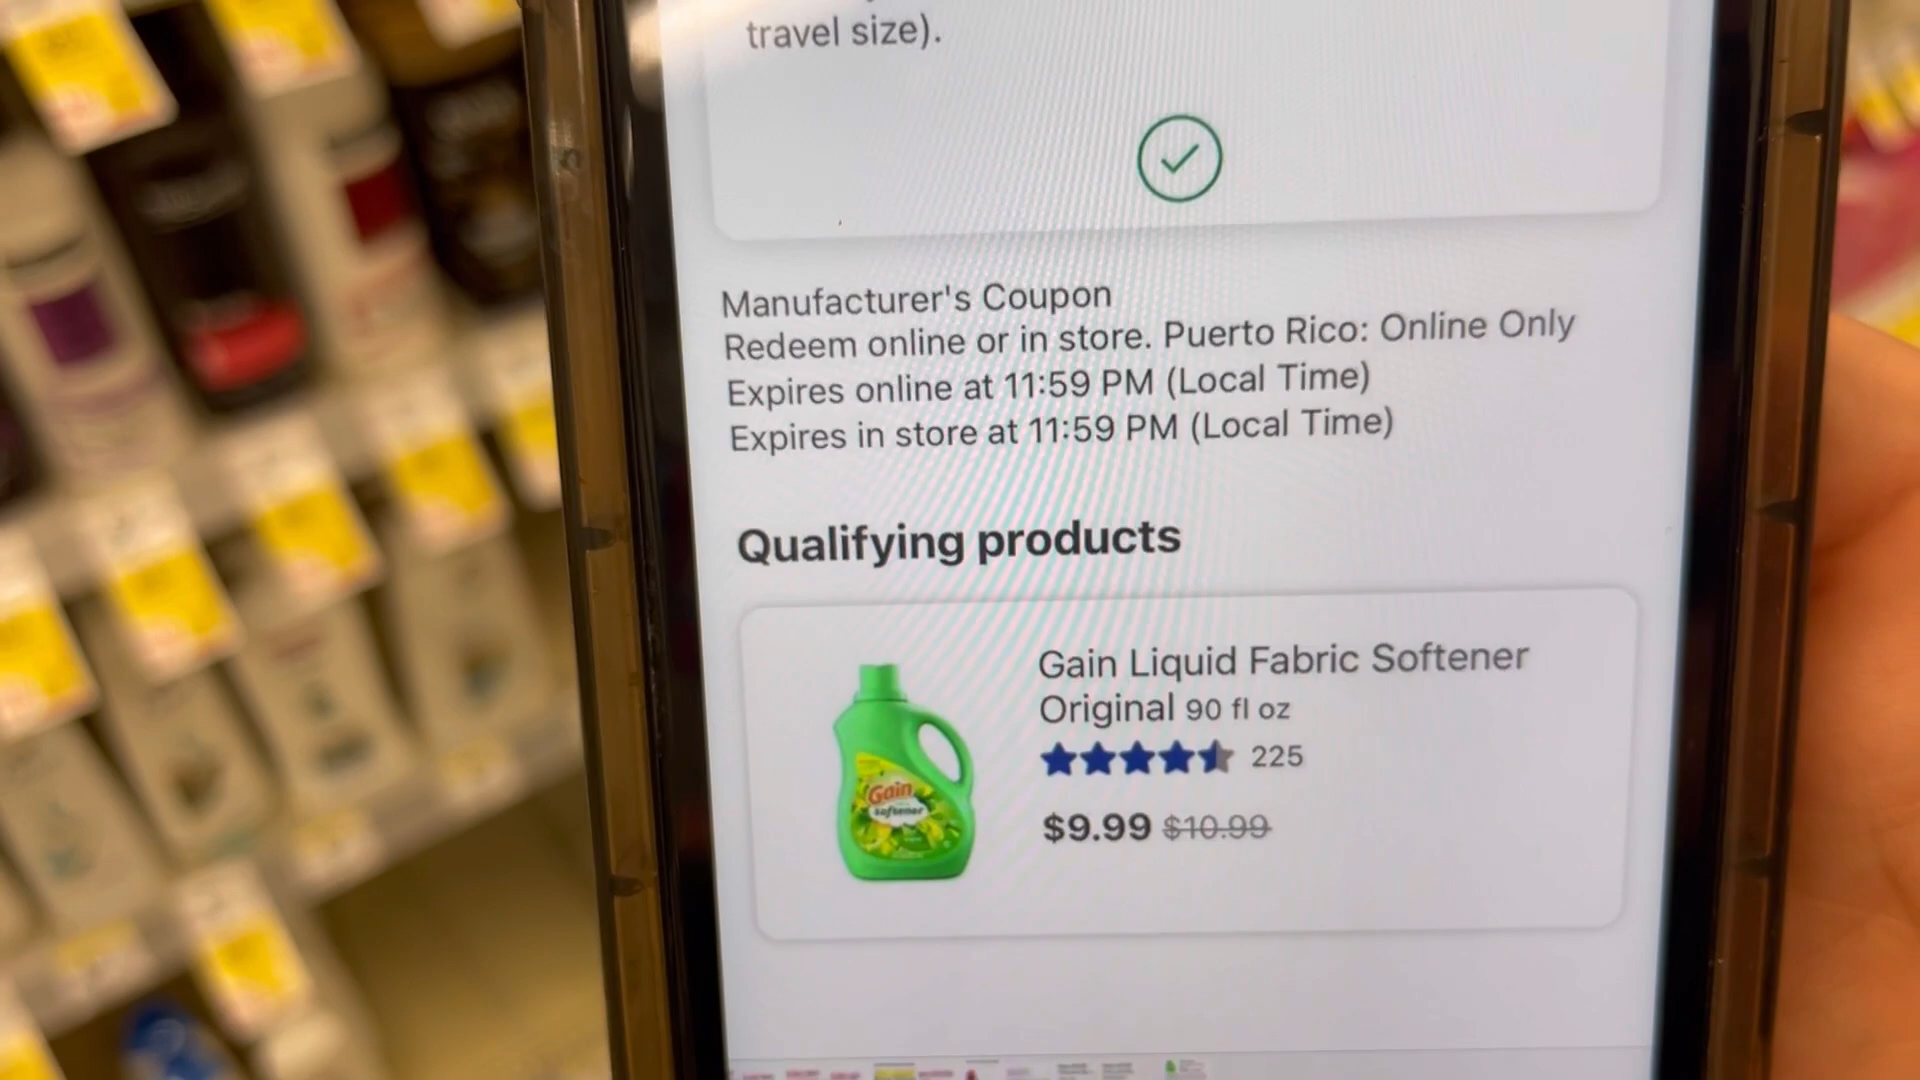 travel size).
Manufacturer's Coupon
Redeem online or in store. Puerto Rico: Online Only
Expires online at 11:59 PM (Local Time)
Expires in store at 11:59 PM (Local Time)
Qualifying products
Gain Liquid Fabric Softener
Original 90 fl oz
225
$9.99 $10.99
Gain
softener